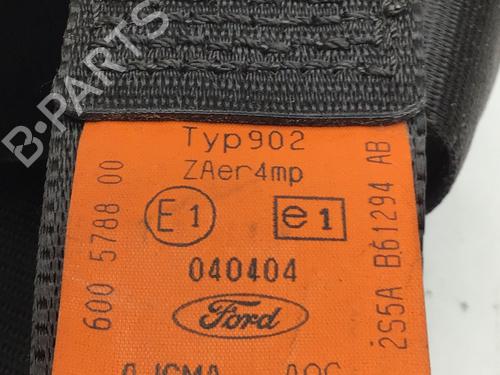 Typ902
ZAer4mp
E1 e1
040404
Ford
600 5788 00
2S5A B61294 AB
B-PARTS